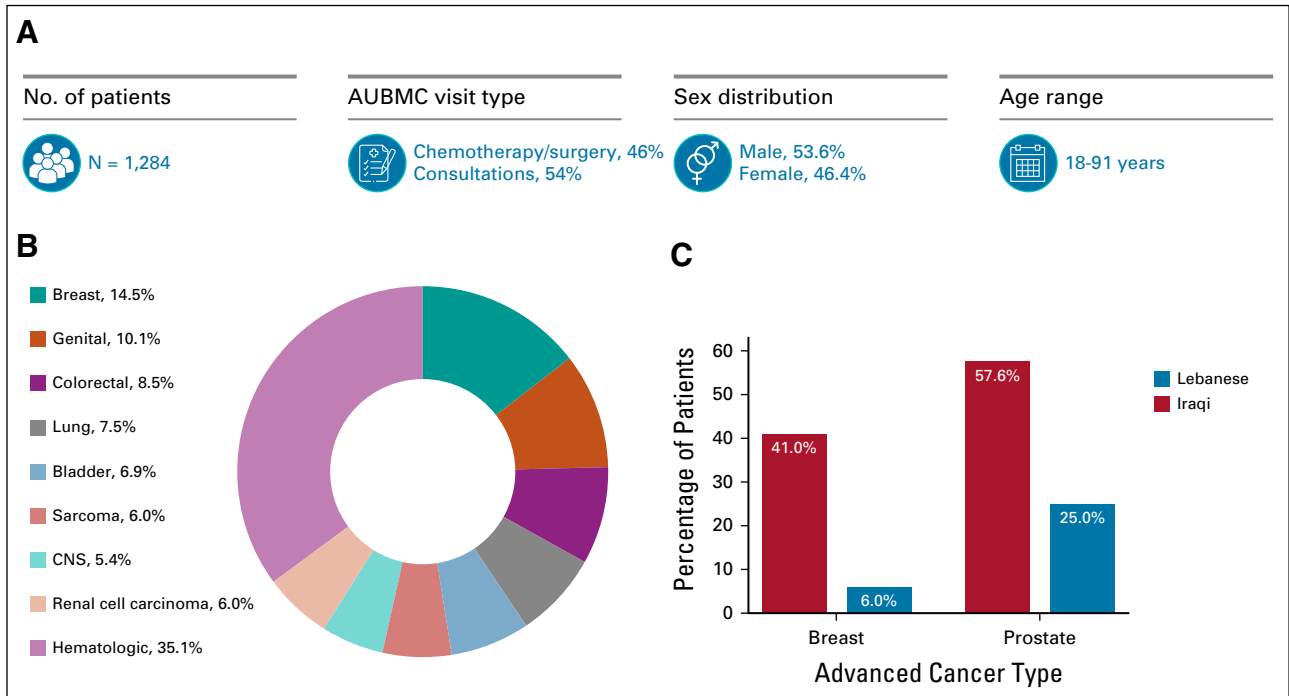 A
No. of patients
N = 1,284
AUBMC visit type
Chemotherapy/surgery, 46%
Consultations, 54%
Sex distribution
Male, 53.6%
Female, 46.4%
Age range
18-91 years
B
Breast, 14.5%
Genital, 10.1%
Colorectal, 8.5%
Lung, 7.5%
Bladder, 6.9%
Sarcoma, 6.0%
CNS, 5.4%
Renal cell carcinoma, 6.0%
Hematologic, 35.1%
C
Percentage of Patients
60
50
40
30
20
10
0
41.0%
6.0%
57.6%
25.0%
Breast
Prostate
Advanced Cancer Type
Lebanese
Iraqi